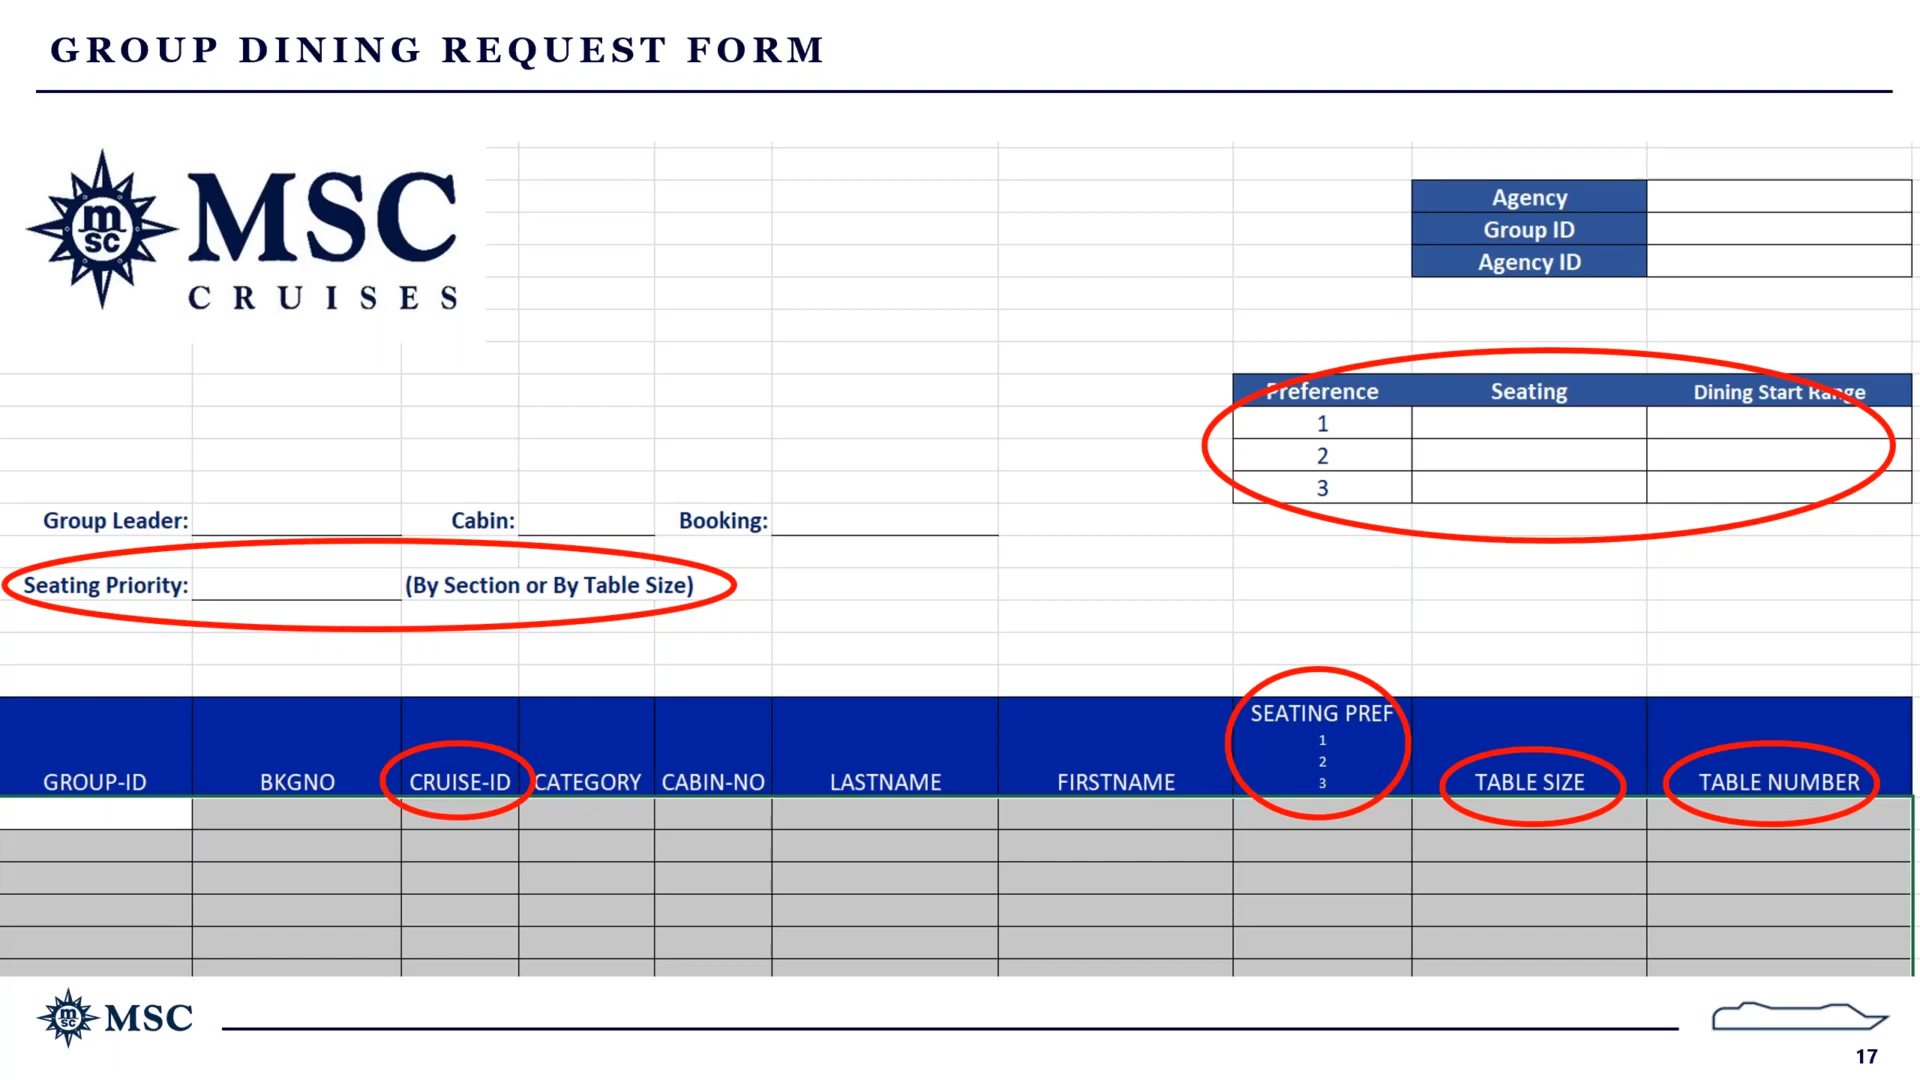 GROUP DINING REQUEST FORM
m
SC
MSC
CRUISES
Agency
Group ID
Agency ID
Preference Seating Dining Start Range
1
2
3
Group Leader: Cabin: Booking:
Seating Priority: (By Section or By Table Size)
SEATING PREF
1
2
3
GROUP-ID BKGNO CRUISE-ID CATEGORY CABIN-NO LASTNAME FIRSTNAME TABLE SIZE TABLE NUMBER
m
SC
MSC
17